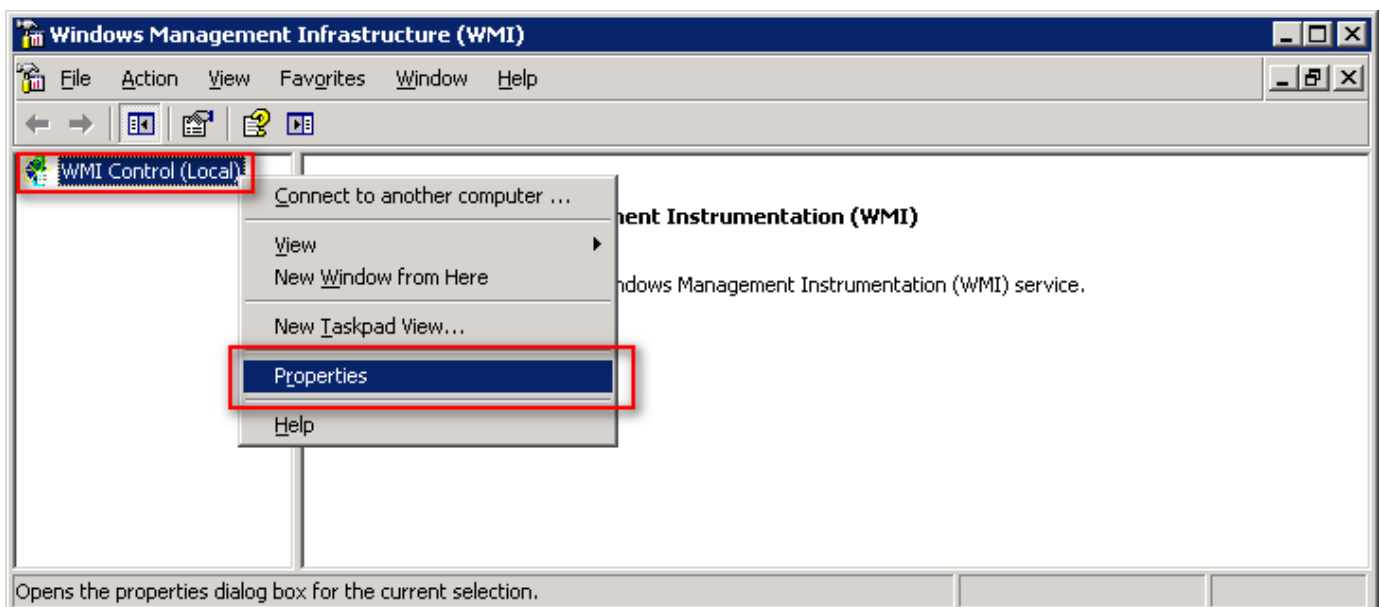 Windows Management Infrastructure (WMI)
File Action View Favorites Window Help
WMI Control (Local)
Connect to another computer ...
View
New Window from Here
New Taskpad View...
Properties
Help
Instrumentation (WMI)
Windows Management Instrumentation (WMI) service.
Opens the properties dialog box for the current selection.